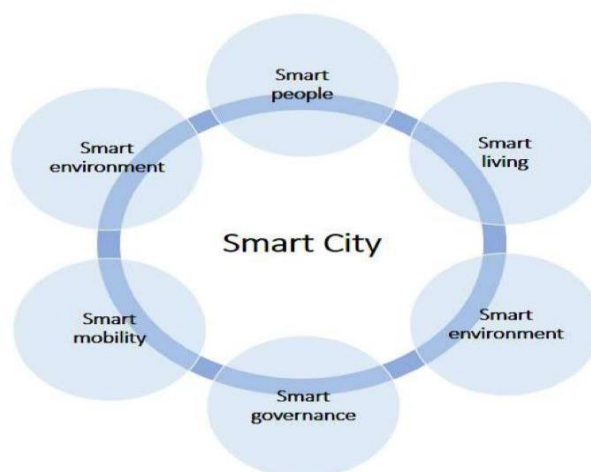 Smart
people
Smart
living
Smart
environment
Smart
governance
Smart
mobility
Smart
environment
Smart City